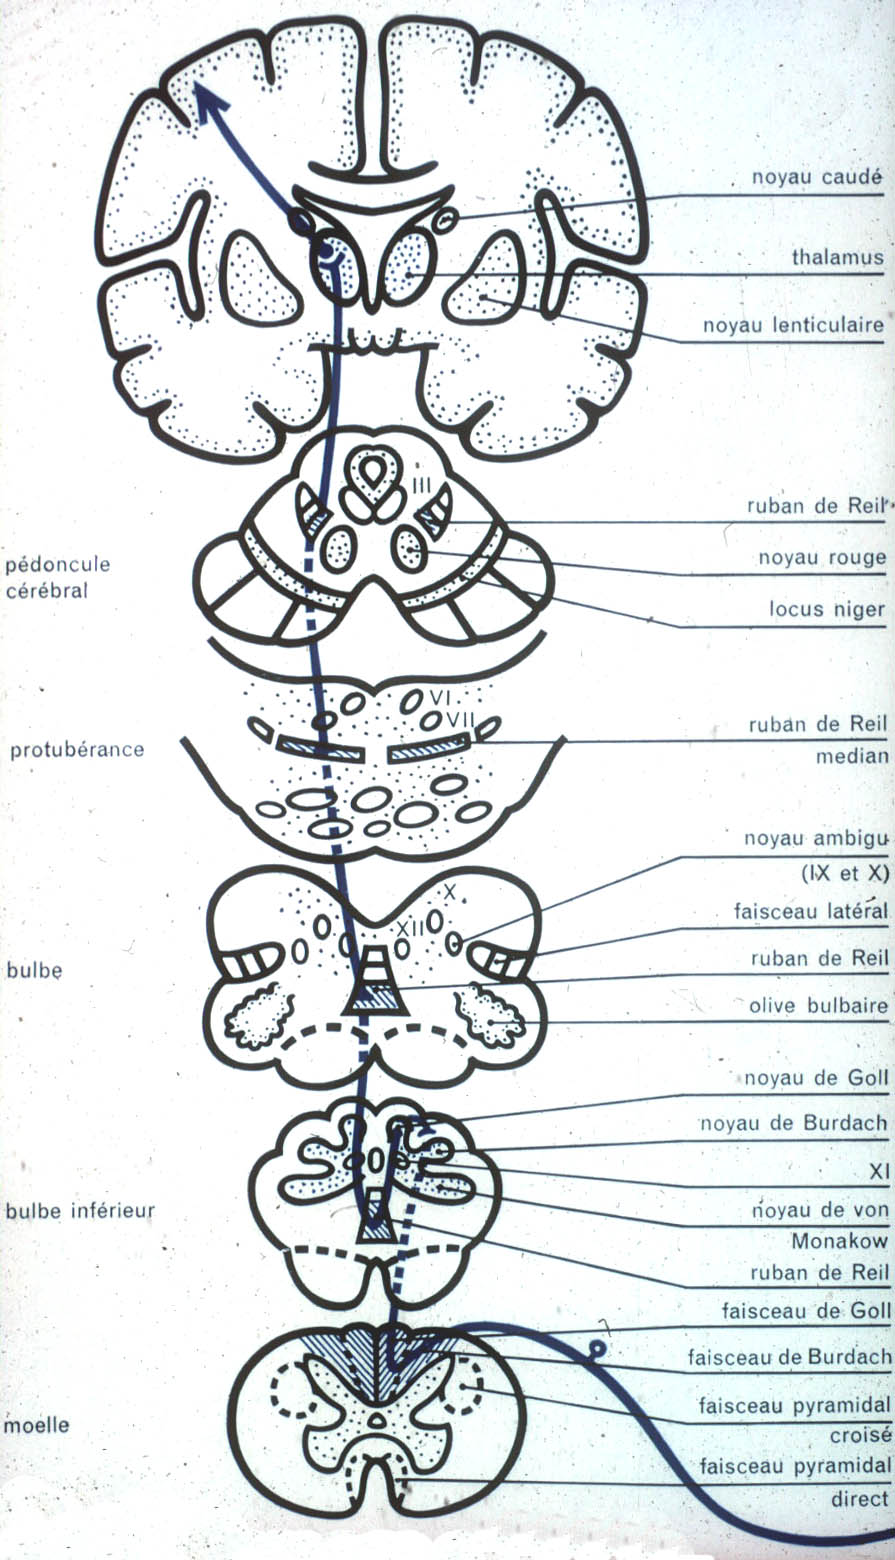 noyau caudé
thalamus
noyau lenticulaire
III
ruban de Reil
pédoncule
cérébral
noyau rouge
locus niger
VI
VII
protubérance
ruban de Reil
median
noyau ambigu
(IX et X)
X
XII
faisceau latéral
bulbe
ruban de Reil
olive bulbaire
noyau de Goll
noyau de Burdach
XI
bulbe inférieur
noyau de von
Monakow
ruban de Reil
faisceau de Goll
faisceau de Burdach
faisceau pyramidal
croisé
moelle
faisceau pyramidal
direct